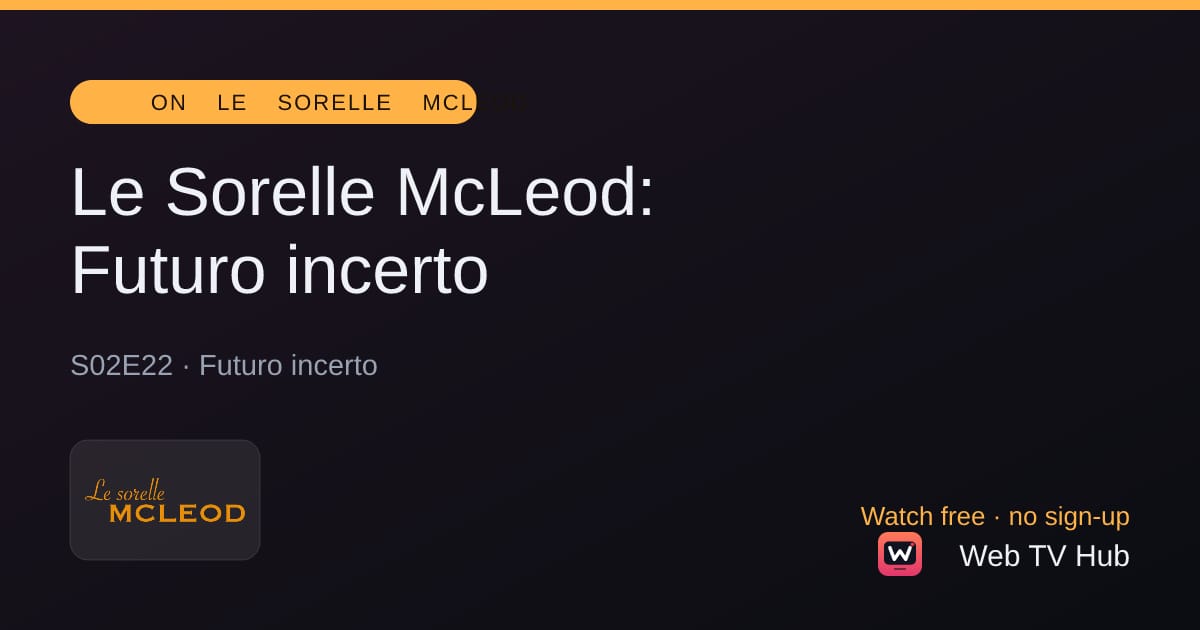 ON LE SORELLE MCLEOD
Le Sorelle McLeod:
Futuro incerto
S02E22 · Futuro incerto
Le sorelle
MCLEOD
Watch free · no sign-up
W
Web TV Hub